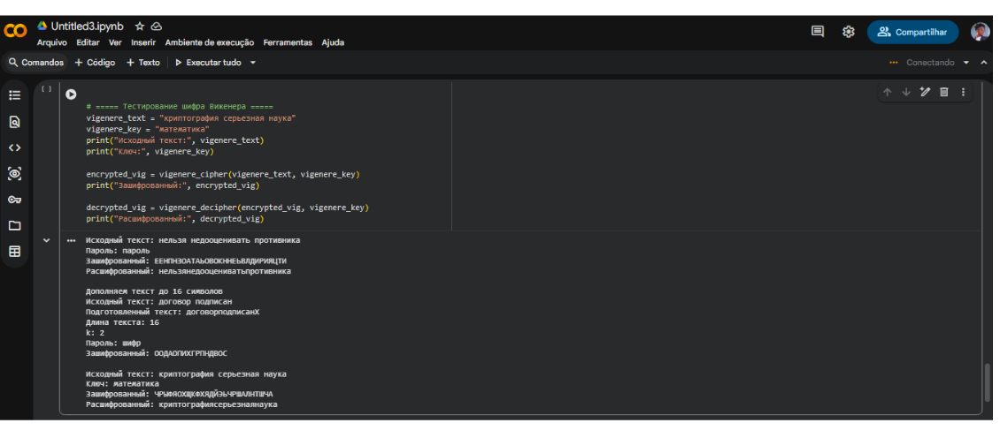 CO Untitled3.ipynb
Arquivo Editar Ver Inserir Ambiente de execução Ferramentas Ajuda
Compartilhar
Comandos + Código + Texto Executar tudo
Conectando
[ ]
# ===== Тестирование шифра Виженера =====
vigenere_text = "криптография серьезная наука"
vigenere_key = "математика"
print("Исходный текст:", vigenere_text)
print("Ключ:", vigenere_key)
encrypted_vig = vigenere_cipher(vigenere_text, vigenere_key)
print("Зашифрованный:", encrypted_vig)
decrypted_vig = vigenere_decipher(encrypted_vig, vigenere_key)
print("Расшифрованный:", decrypted_vig)
Исходный текст: нельзя недооценивать противника
Пароль: пароль
Зашифрованный: ЕЕНПНЗОАТАЬОВОКННЕЬВЛДИРИЯЦТИ
Расшифрованный: нельзянедооцениватьпротивника
Дополняем текст до 16 символов
Исходный текст: договор подписан
Подготовленный текст: договорподписанХ
Длина текста: 16
k: 2
Пароль: шифр
Зашифрованный: ООДАОПИХГРПНДВОС
Исходный текст: криптография серьезная наука
Ключ: математика
Зашифрованный: ЧРЫФЯОХЩКФХЯДЙЭЬЧРШАЛНТШЧА
Расшифрованный: криптографиясерьезнаянаука